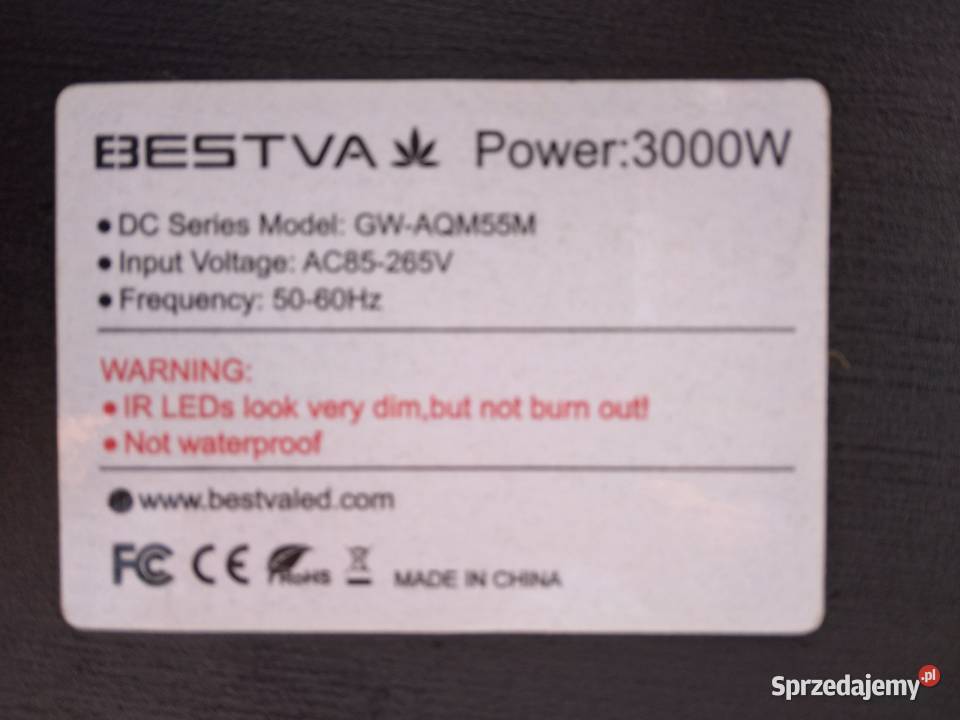 BESTVA Power:3000W
● DC Series Model: GW-AQM55M
● Input Voltage: AC85-265V
● Frequency: 50-60Hz
WARNING:
● IR LEDs look very dim,but not burn out!
● Not waterproof
www.bestvaled.com
FC CE RoHS MADE IN CHINA
Sprzedajemy.pl